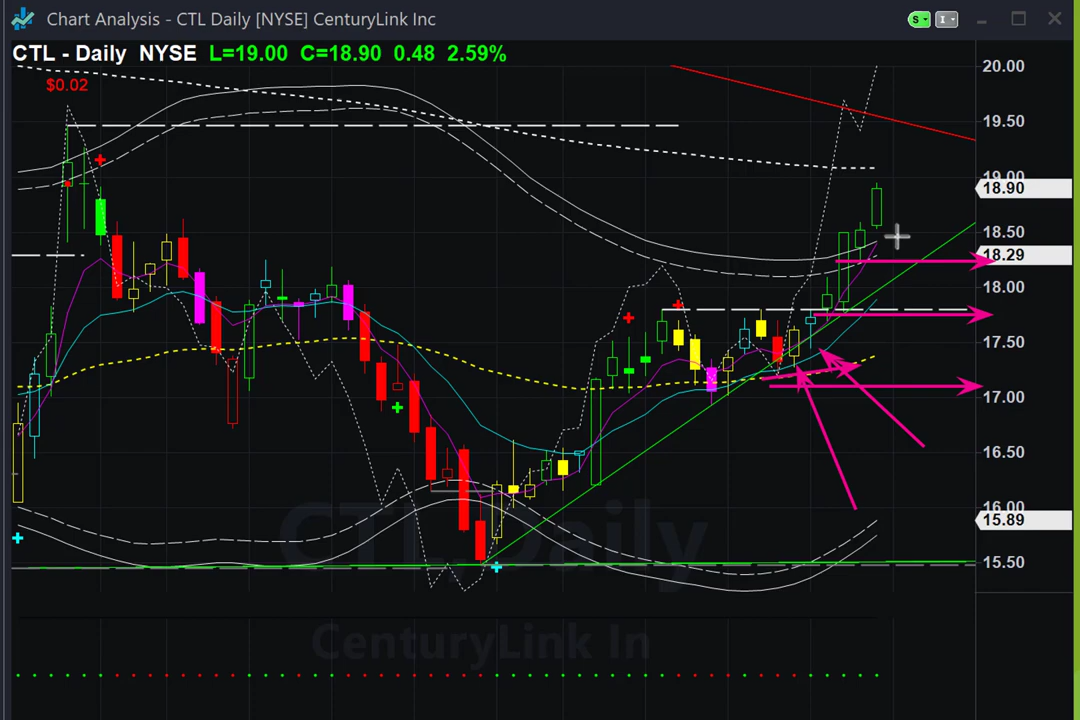 Chart Analysis - CTL Daily [NYSE] CenturyLink Inc
S I
CTL - Daily NYSE L=19.00 C=18.90 0.48 2.59%
$0.02
20.00
19.50
19.00
18.90
18.50
18.29
18.00
17.50
17.00
16.50
16.00
15.89
15.50
CTL,Daily
CenturyLink In